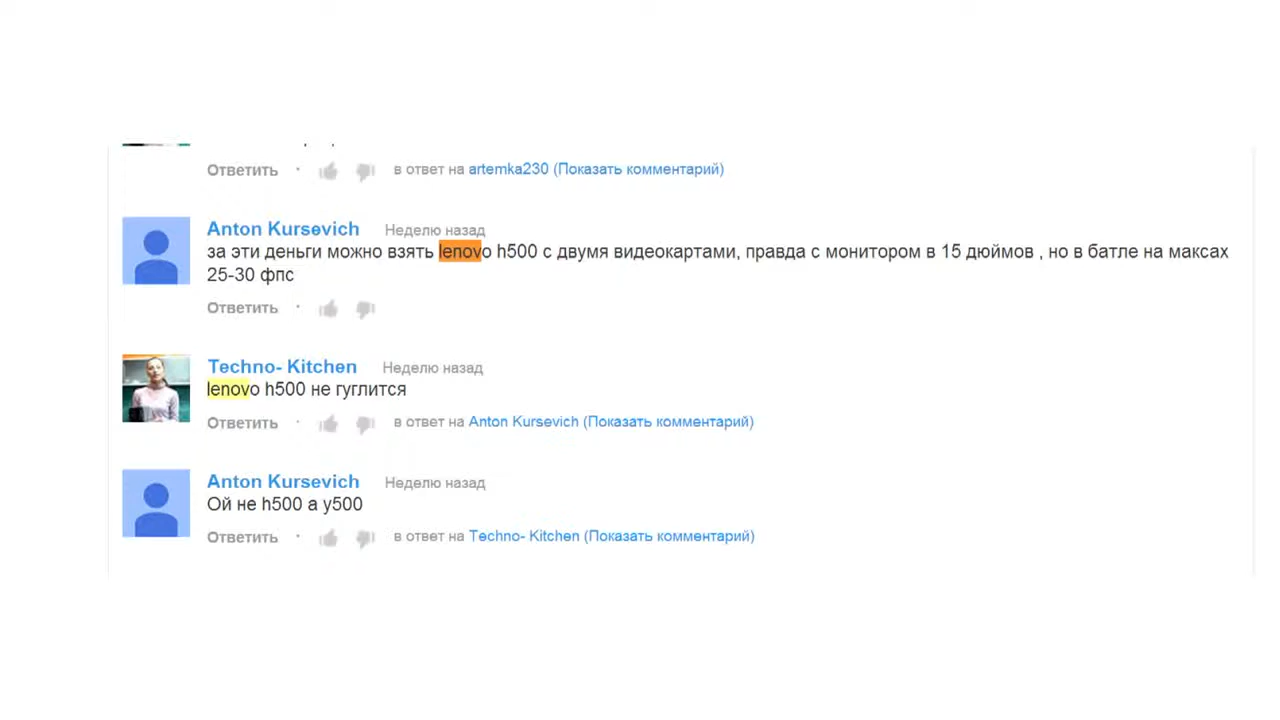 Ответить · в ответ на artemka230 (Показать комментарий)
Anton Kursevich Неделю назад
за эти деньги можно взять lenovo h500 с двумя видеокартами, правда с монитором в 15 дюймов , но в батле на максах
25-30 фпс
Ответить ·
Techno- Kitchen Неделю назад
lenovo h500 не гуглится
Ответить · в ответ на Anton Kursevich (Показать комментарий)
Anton Kursevich Неделю назад
Ой не h500 а y500
Ответить · в ответ на Techno- Kitchen (Показать комментарий)